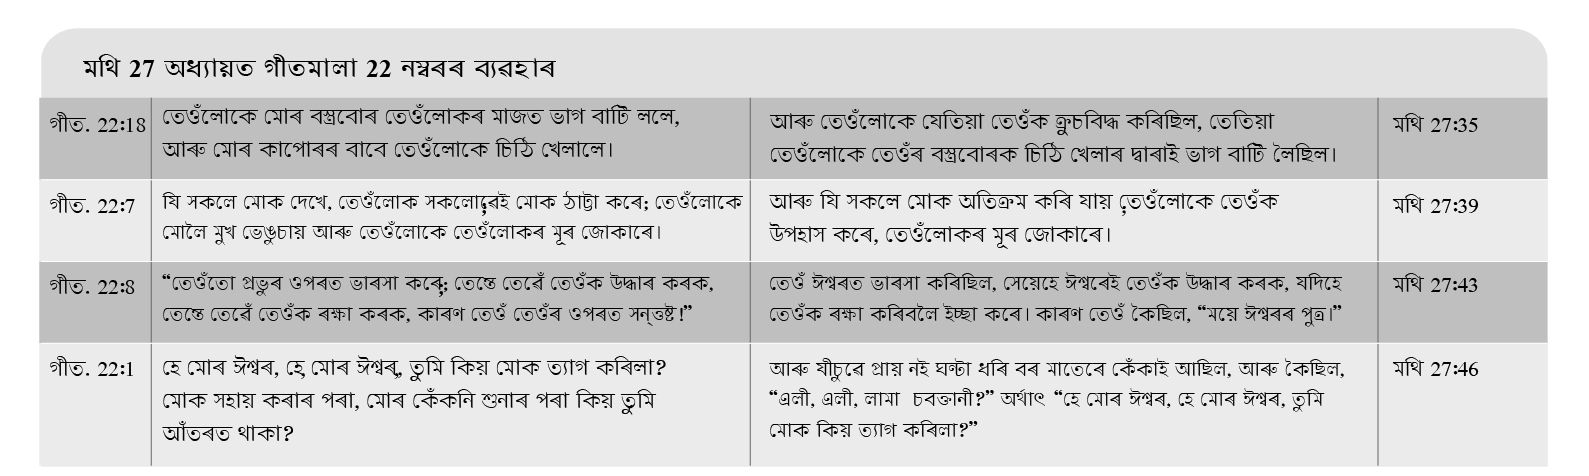 মথি 27 অধ্যায়ত গীতমালা 22 নম্বৰৰ ব্যৱহাৰ
গীত. 22:18
তেওঁলোকে মোৰ বস্ত্ৰবোৰ তেওঁলোকৰ মাজত ভাগ বাটি ললে,
আৰু মোৰ কাপোৰৰ বাবে তেওঁলোকে চিঠি খেলালে।
আৰু তেওঁলোকে যেতিয়া তেওঁক ক্ৰুচবিদ্ধ কৰিছিল, তেতিয়া
তেওঁলোকে তেওঁৰ বস্ত্ৰবোৰক চিঠি খেলাৰ দ্বাৰাই ভাগ বাটি লৈছিল।
মথি 27:35
গীত. 22:7
যি সকলে মোক দেখে, তেওঁলোক সকলোৱেই মোক ঠাট্টা কৰে; তেওঁলোকে
মোলৈ মুখ ভেঙুচায় আৰু তেওঁলোকে তেওঁলোকৰ মূৰ জোকাৰে।
আৰু যি সকলে মোক অতিক্ৰম কৰি যায় ;তেওঁলোকে তেওঁক
উপহাস কৰে, তেওঁলোকৰ মূৰ জোকাৰে।
মথি 27:39
গীত. 22:8
“তেওঁতো প্ৰভুৰ ওপৰত ভাৰসা কৰে; তেন্তে তেৱেঁ তেওঁক উদ্ধাৰ কৰক,
তেন্তে তেৱেঁ তেওঁক ৰক্ষা কৰক, কাৰণ তেওঁ তেওঁৰ ওপৰত সন্তুষ্ট!”
তেওঁ ঈশ্বৰত ভাৰসা কৰিছিল, সেয়েহে ঈশ্বৰেই তেওঁক উদ্ধাৰ কৰক, যদিহে
তেওঁক ৰক্ষা কৰিবলৈ ইচ্ছা কৰে। কাৰণ তেওঁ কৈছিল, “ময়ে ঈশ্বৰৰ পুত্ৰ।”
মথি 27:43
গীত. 22:1
হে মোৰ ঈশ্বৰ, হে মোৰ ঈশ্বৰ, তুমি কিয় মোক ত্যাগ কৰিলা?
মোক সহায় কৰাৰ পৰা, মোৰ কেঁকনি শুনাৰ পৰা কিয় তুমি
আঁতৰত থাকা?
আৰু যীচুৱে প্ৰায় নই ঘন্টা ধৰি বৰ মাতেৰে কেঁকাই আছিল, আৰু কৈছিল,
“এলী, এলী, লামা চবক্তানী?” অৰ্থাৎ “হে মোৰ ঈশ্বৰ, হে মোৰ ঈশ্বৰ, তুমি
মোক কিয় ত্যাগ কৰিলা?”
মথি 27:46